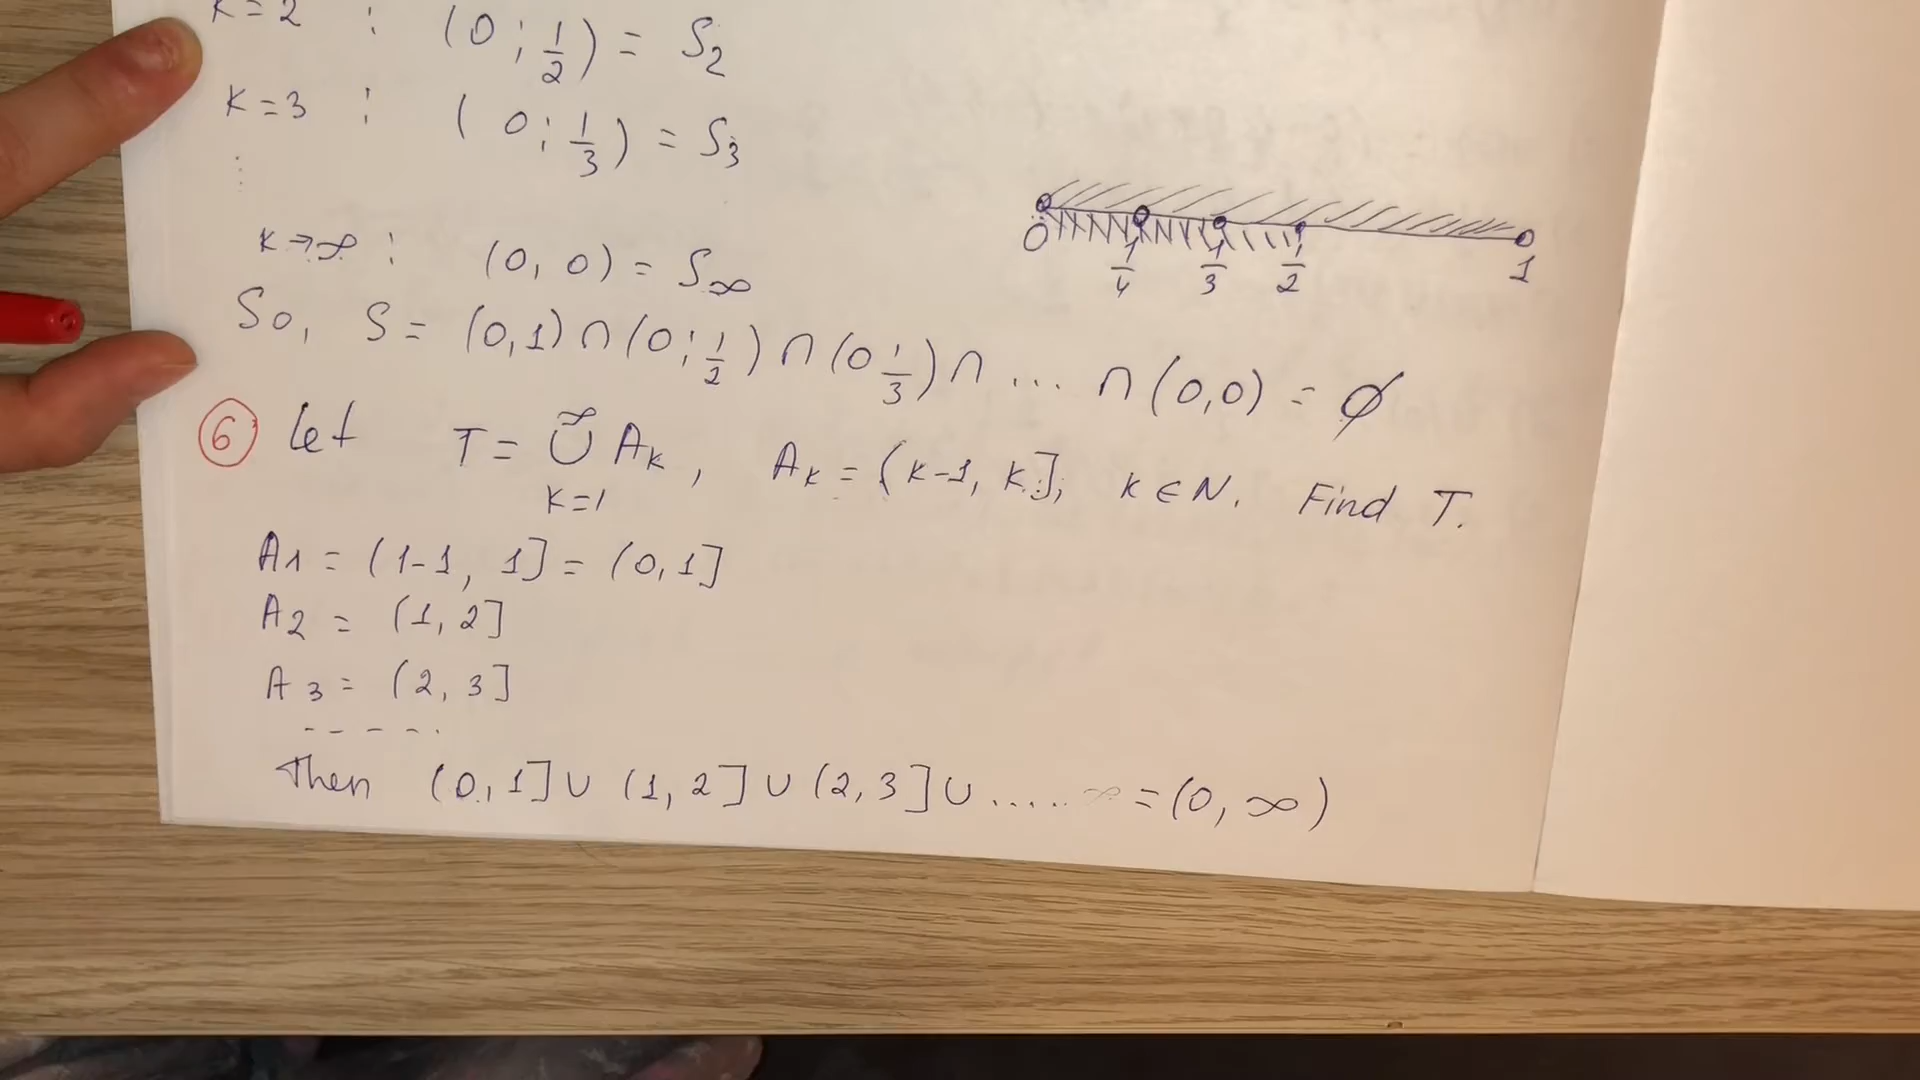 K=2 : (0; 1/2) = S₂
K=3 : (0; 1/3) = S₃
.....
K→∞ : (0, 0) = S∞
0 1/4 1/3 1/2 1
So, S = (0,1) ∩ (0; 1/2) ∩ (0 1/3) ∩ ... ∩ (0,0) = ∅
⑥ Let T = ∞∪K=1 Aₖ, Aₖ = (K-1, K], K ∈ N. Find T.
A₁ = (1-1, 1] = (0,1]
A₂ = (1, 2]
A₃ = (2, 3]
- - - - -
Then (0,1] ∪ (1,2] ∪ (2,3] ∪ ..... ∞ = (0, ∞)